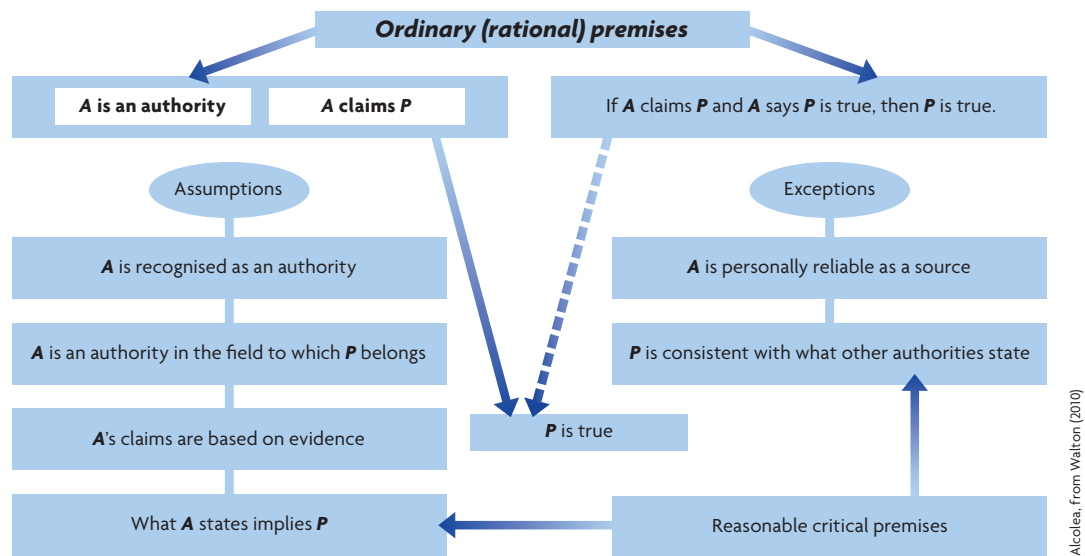 Ordinary (rational) premises
A is an authority
A claims P
If A claims P and A says P is true, then P is true.
Assumptions
Exceptions
A is recognised as an authority
A is personally reliable as a source
A is an authority in the field to which P belongs
P is consistent with what other authorities state
A's claims are based on evidence
P is true
What A states implies P
Reasonable critical premises
Alcolea, from Walton (2010)